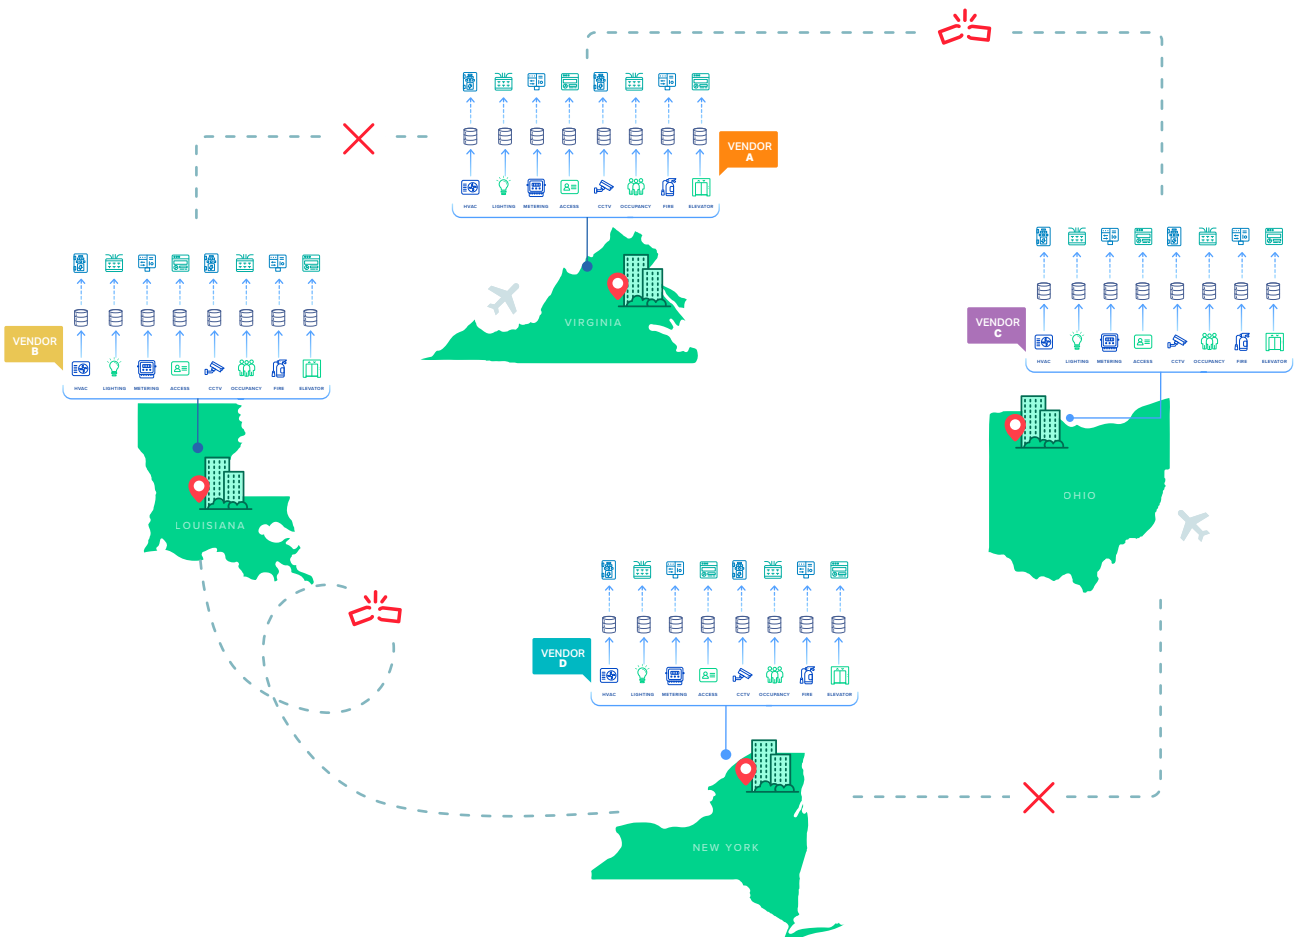 VENDOR
A
HVAC LIGHTING METERING ACCESS CCTV OCCUPANCY FIRE ELEVATOR
VIRGINIA
VENDOR
B
HVAC LIGHTING METERING ACCESS CCTV OCCUPANCY FIRE ELEVATOR
LOUISIANA
VENDOR
C
HVAC LIGHTING METERING ACCESS CCTV OCCUPANCY FIRE ELEVATOR
OHIO
VENDOR
D
HVAC LIGHTING METERING ACCESS CCTV OCCUPANCY FIRE ELEVATOR
NEW YORK